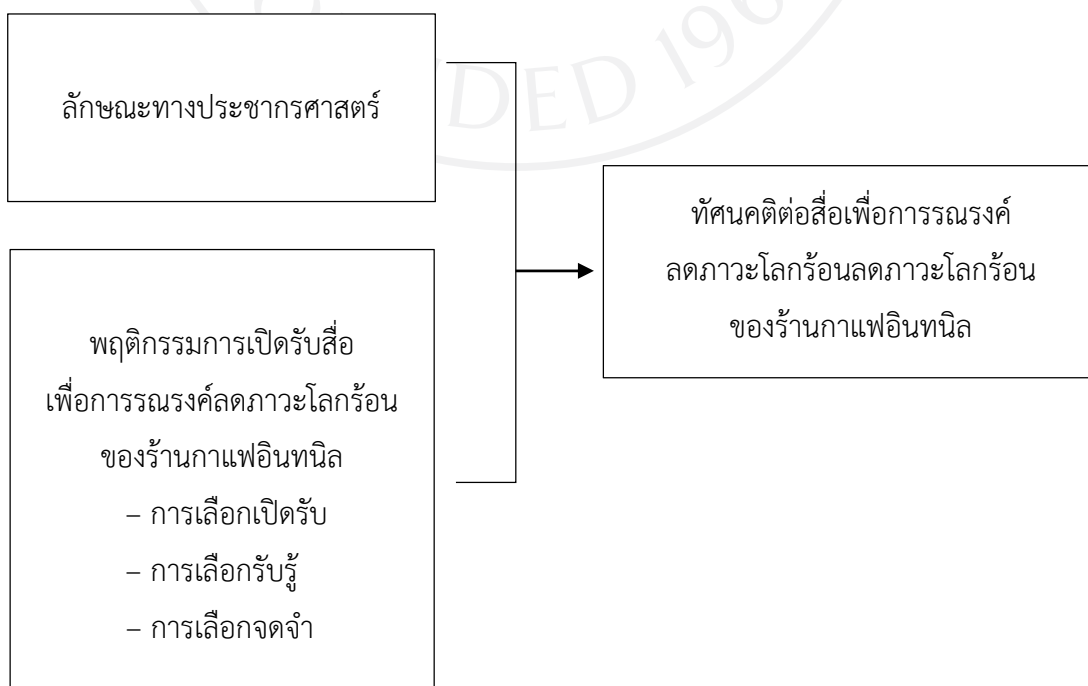 DED 196
ลักษณะทางประชากรศาสตร์
ทัศนคติต่อสื่อเพื่อการรณรงค์
ลดภาวะโลกร้อนลดภาวะโลกร้อน
ของร้านกาแฟอินทนิล
พฤติกรรมการเปิดรับสื่อ
เพื่อการรณรงค์ลดภาวะโลกร้อน
ของร้านกาแฟอินทนิล
– การเลือกเปิดรับ
– การเลือกรับรู้
– การเลือกจดจำ